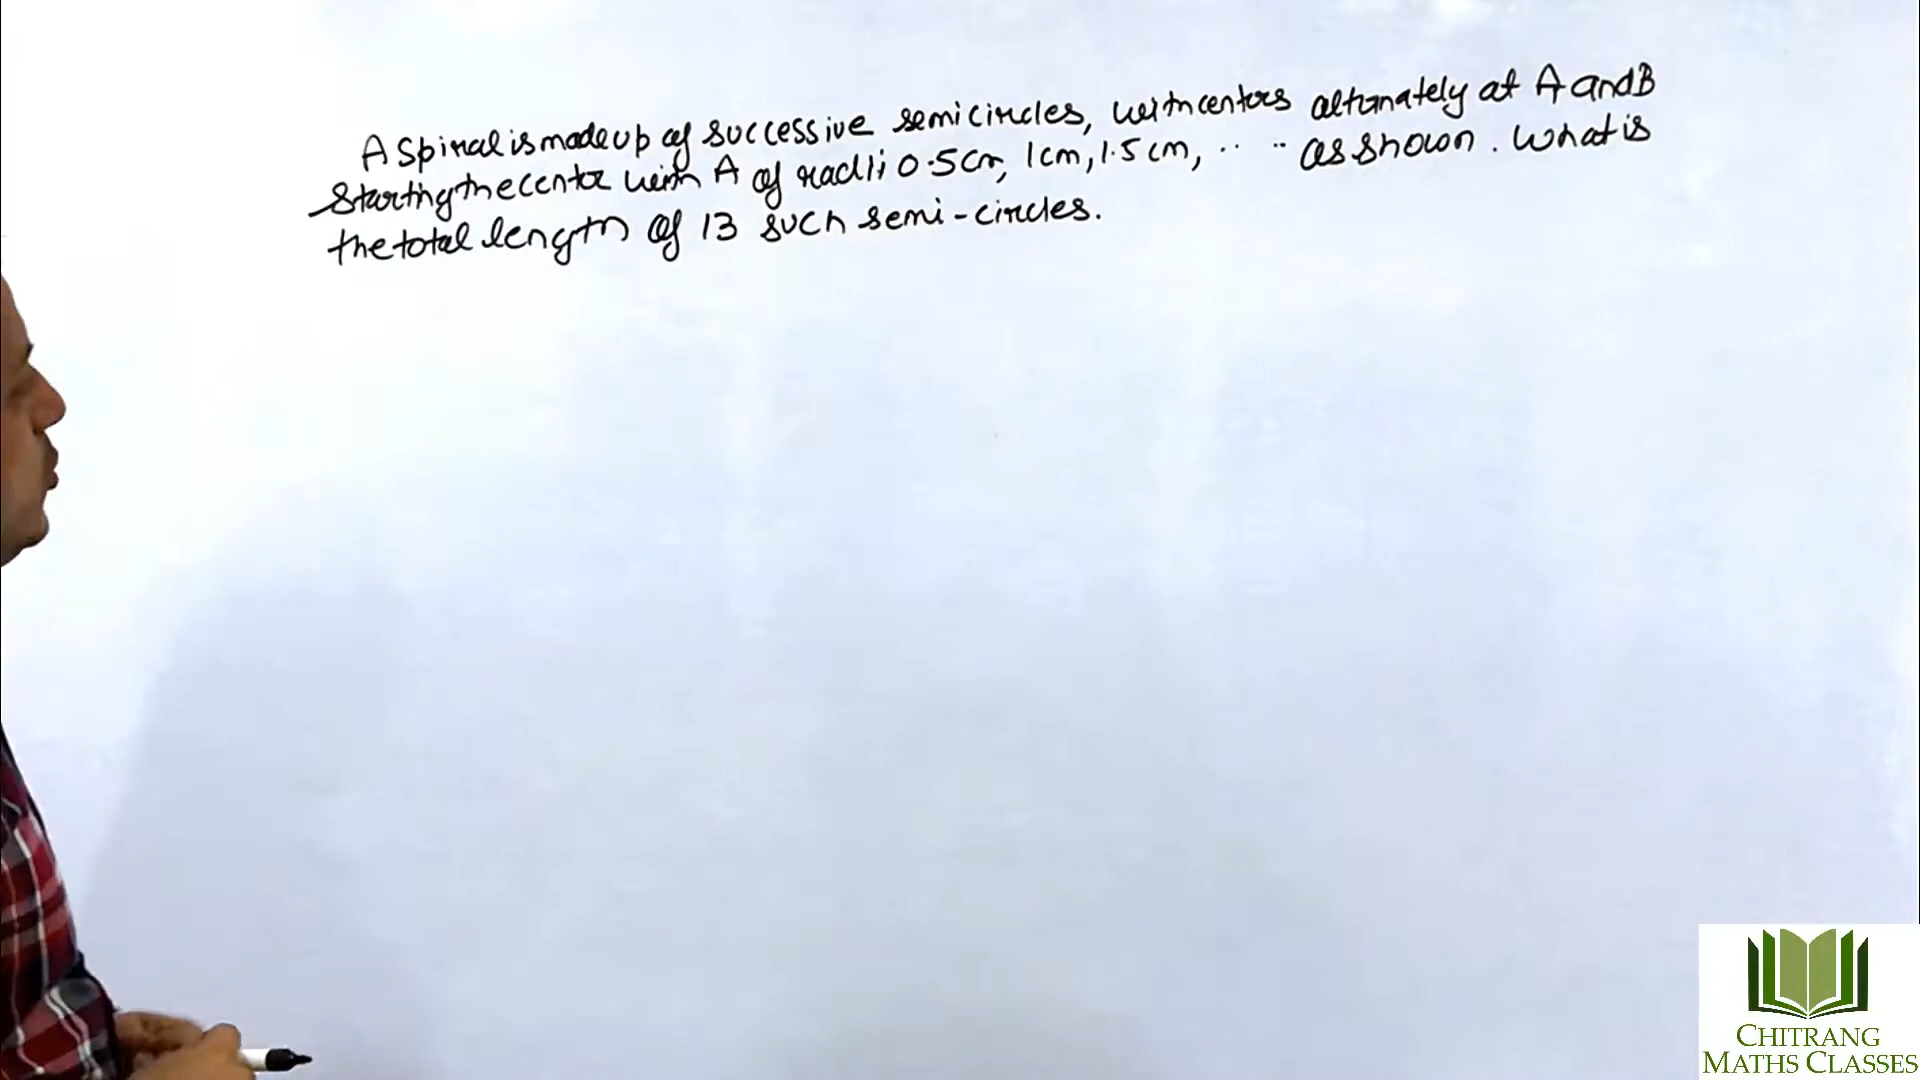 A spiral is made up of successive semicircles, with centers alternately at A and B
starting the center with A of radii 0.5cm, 1cm, 1.5cm, .. .. as shown. What is
the total length of 13 such semi-circles.
CHITRANG
MATHS CLASSES